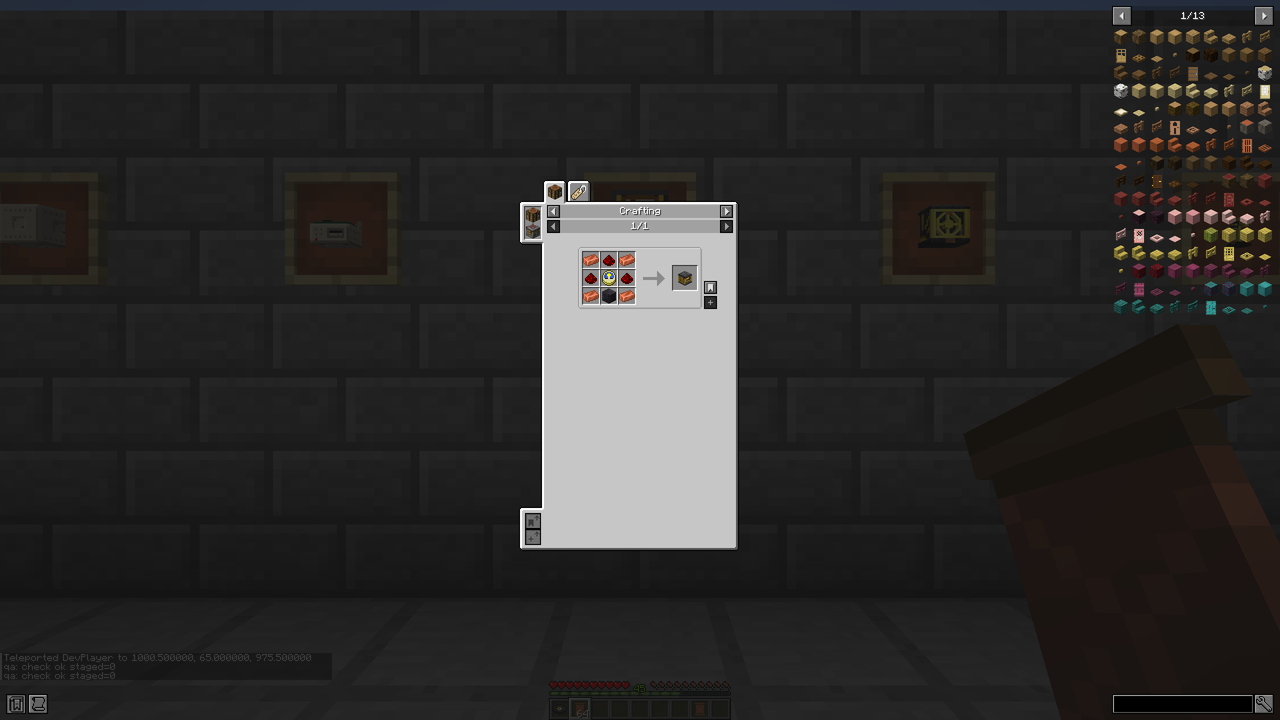 1/13
Crafting
1/1
Teleported DevPlayer to 1000.500000, 65.000000, 975.500000
qa: check ok staged=0
qa: check ok staged=0